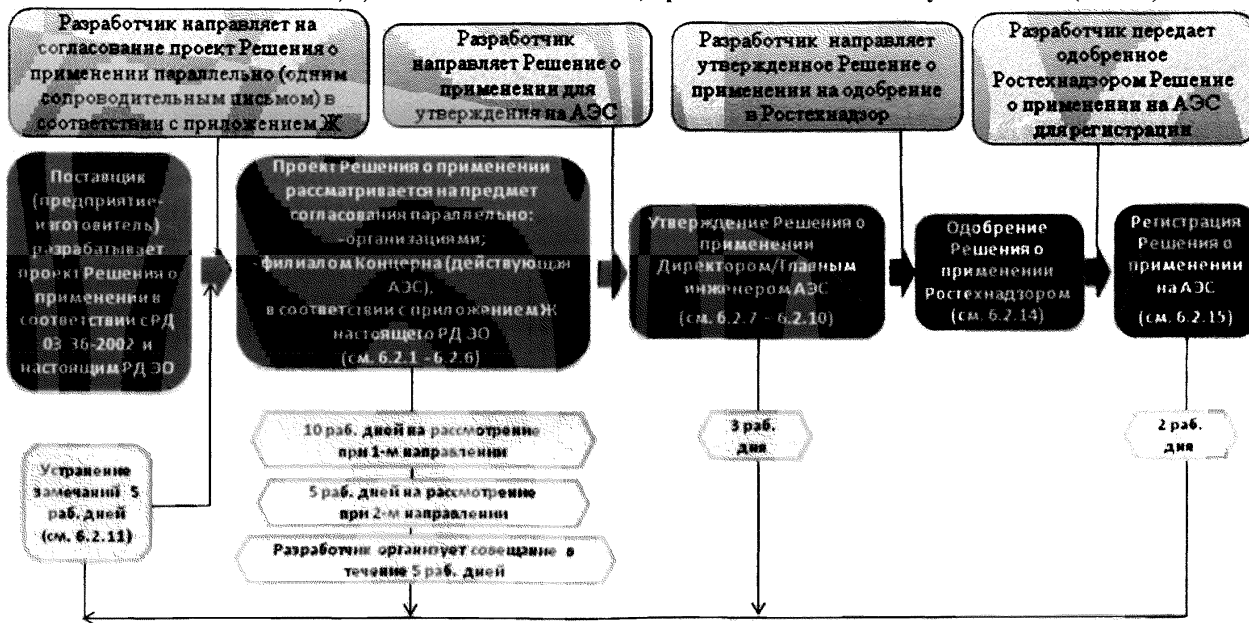 Разработчик направляет на
согласование проект Решения о
применении параллельно (одним
сопроводительным письмом) в
соответствии с приложением Ж
Разработчик
направляет Решение о
применении для
утверждения на АЭС
Разработчик направляет
утвержденное Решение о
применении на одобрение
в Ростехнадзор
Разработчик передает
одобренное
Ростехнадзором Решение
о применении на АЭС
для регистрации
Поставщик
(предприятие-
изготовитель)
разрабатывает
проект Решения о
применении в
соответствии с РД
03-36-2002 и
настоящим РД ЭО
Проект Решения о применении
рассматривается на предмет
согласования параллельно:
-организациями;
-филиалом Концерна (действующая
АЭС),
в соответствии с приложением Ж
настоящего РД ЭО
(см. 6.2.1 - 6.2.6)
Утверждение Решения о
применении
Директором/Главным
инженером АЭС
(см. 6.2.7 – 6.2.10)
Одобрение
Решения о
применении
Ростехнадзором
(см. 6.2.14)
Регистрация
Решения о
применении
на АЭС
(см. 6.2.15)
10 раб. дней на рассмотрение
при 1-м направлении
5 раб. дней на рассмотрение
при 2-м направлении
Разработчик организует совещание в
течение 5 раб. дней
3 раб.
дня
2 раб.
дня
Устранение
замечаний 5
раб. дней
(см. 6.2.11)